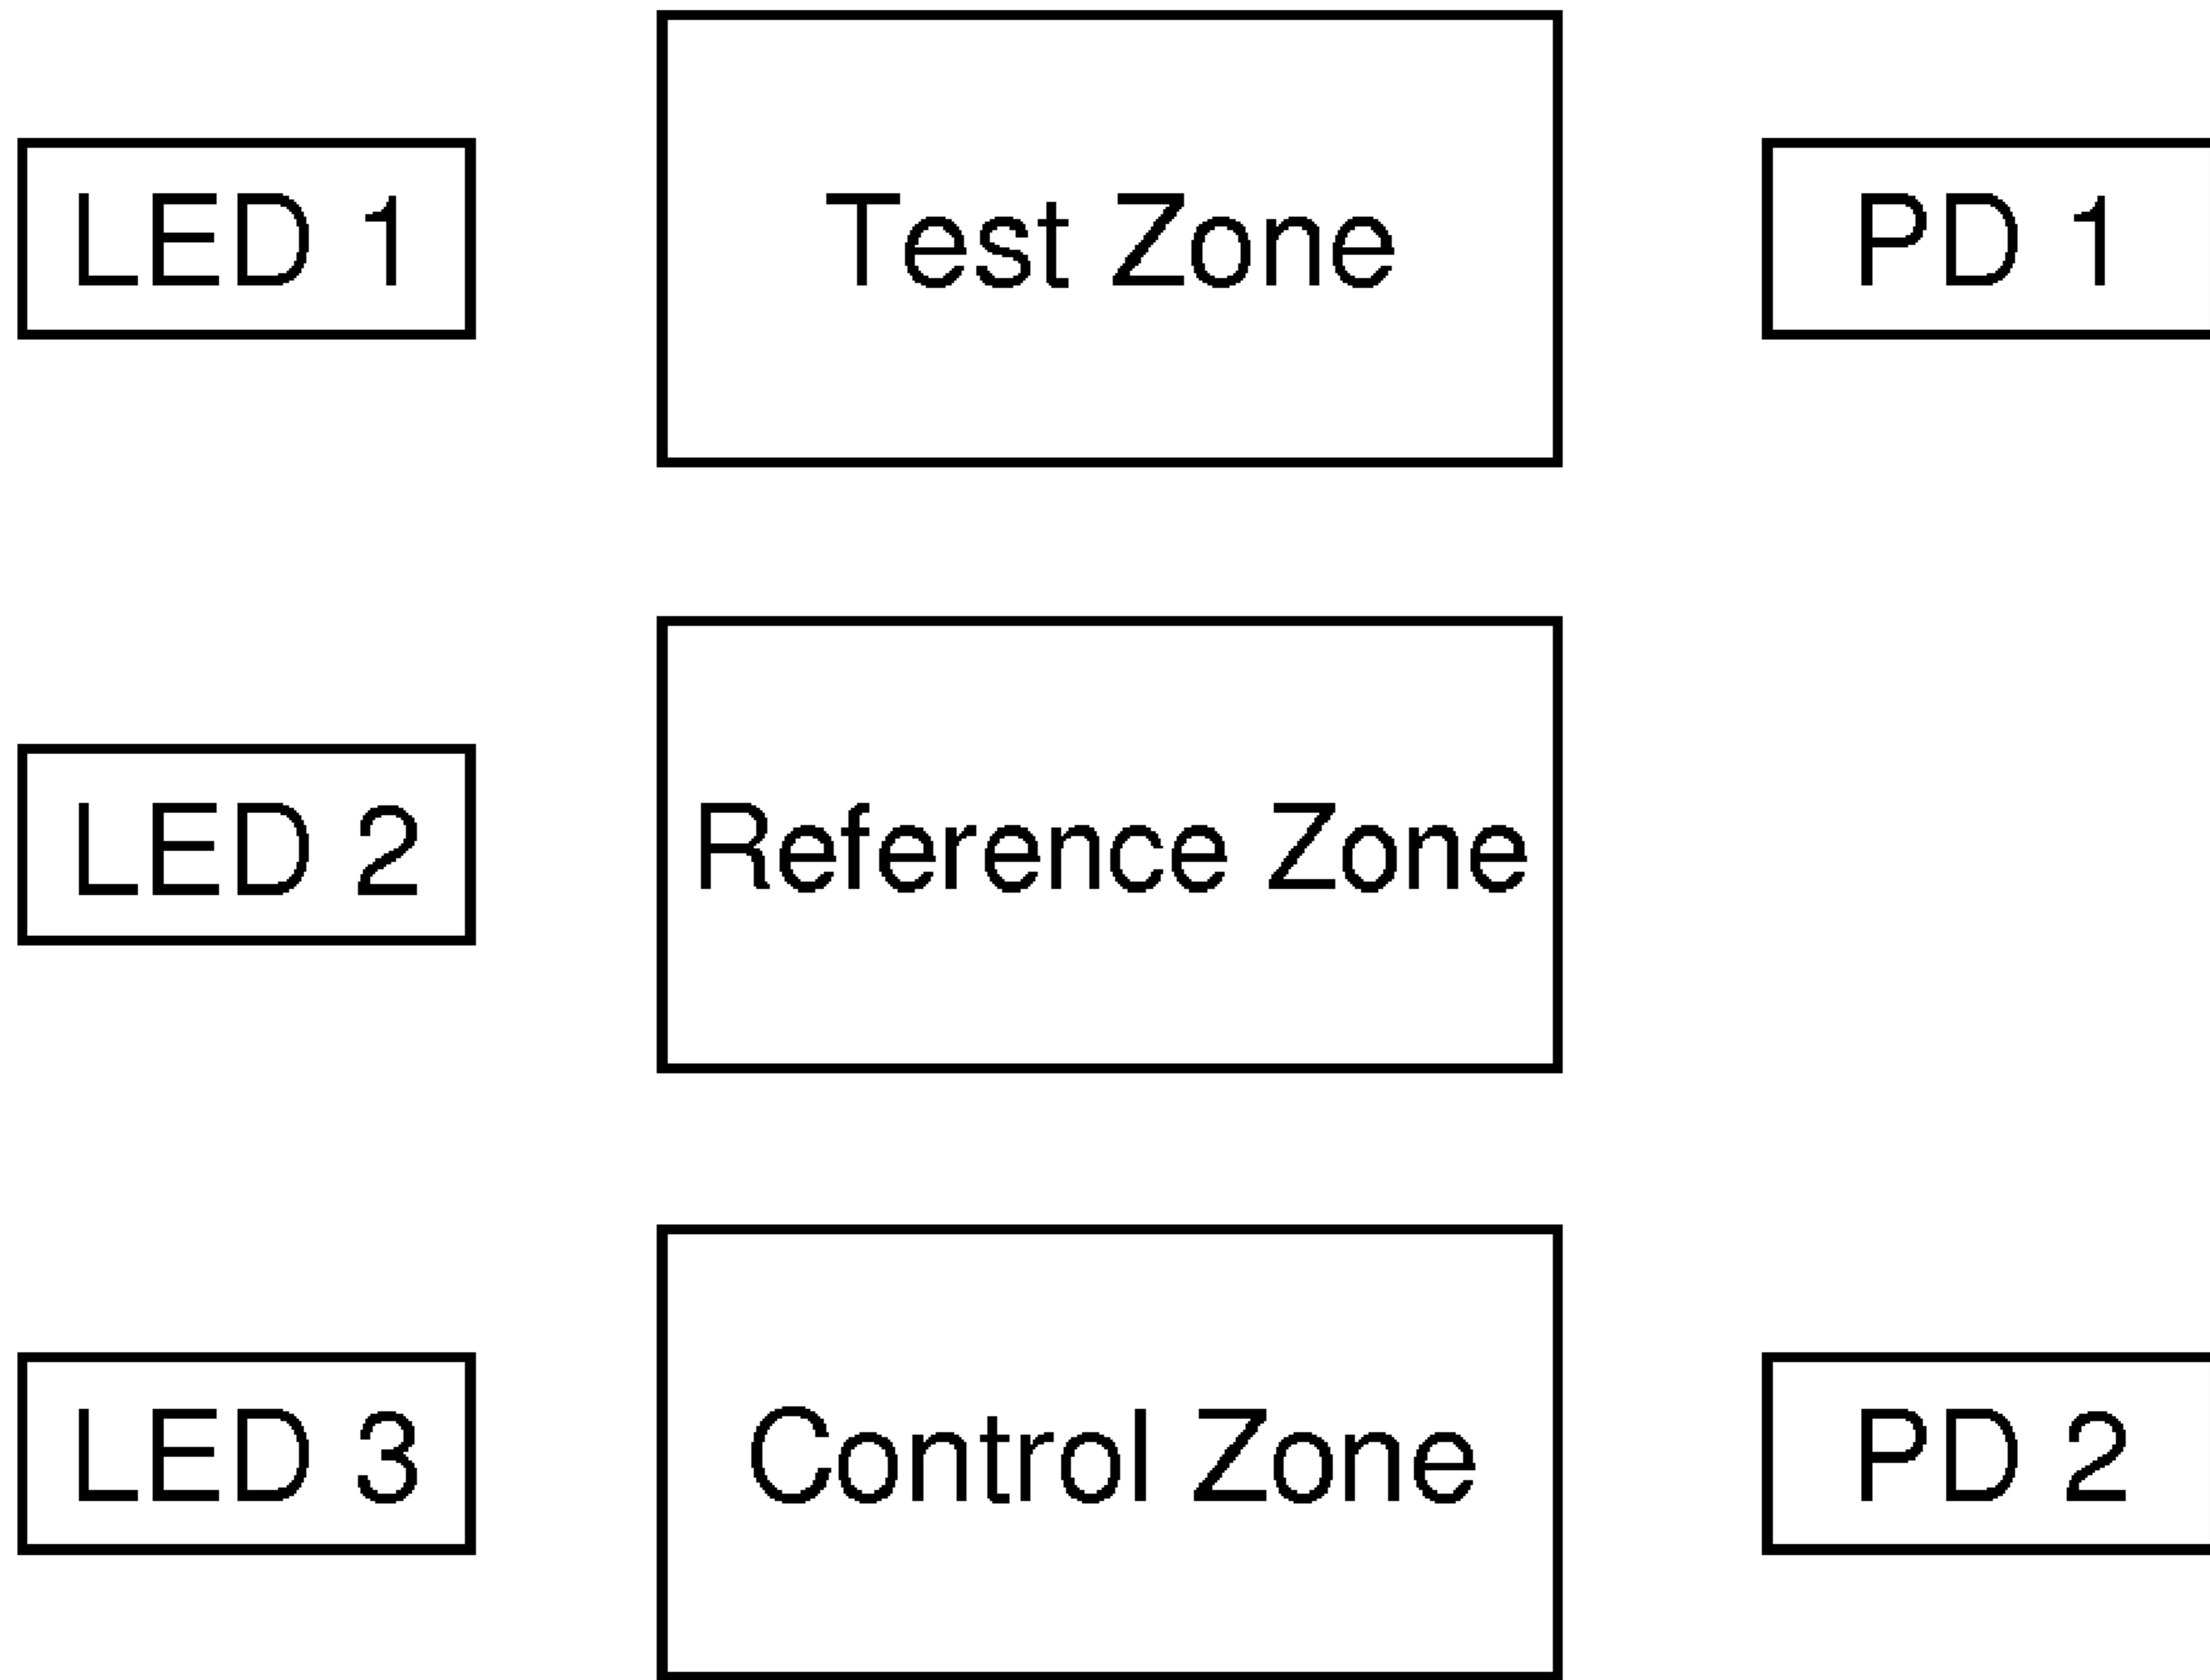 LED 1 Test Zone PD 1
LED 2 Reference Zone
LED 3 Control Zone PD 2